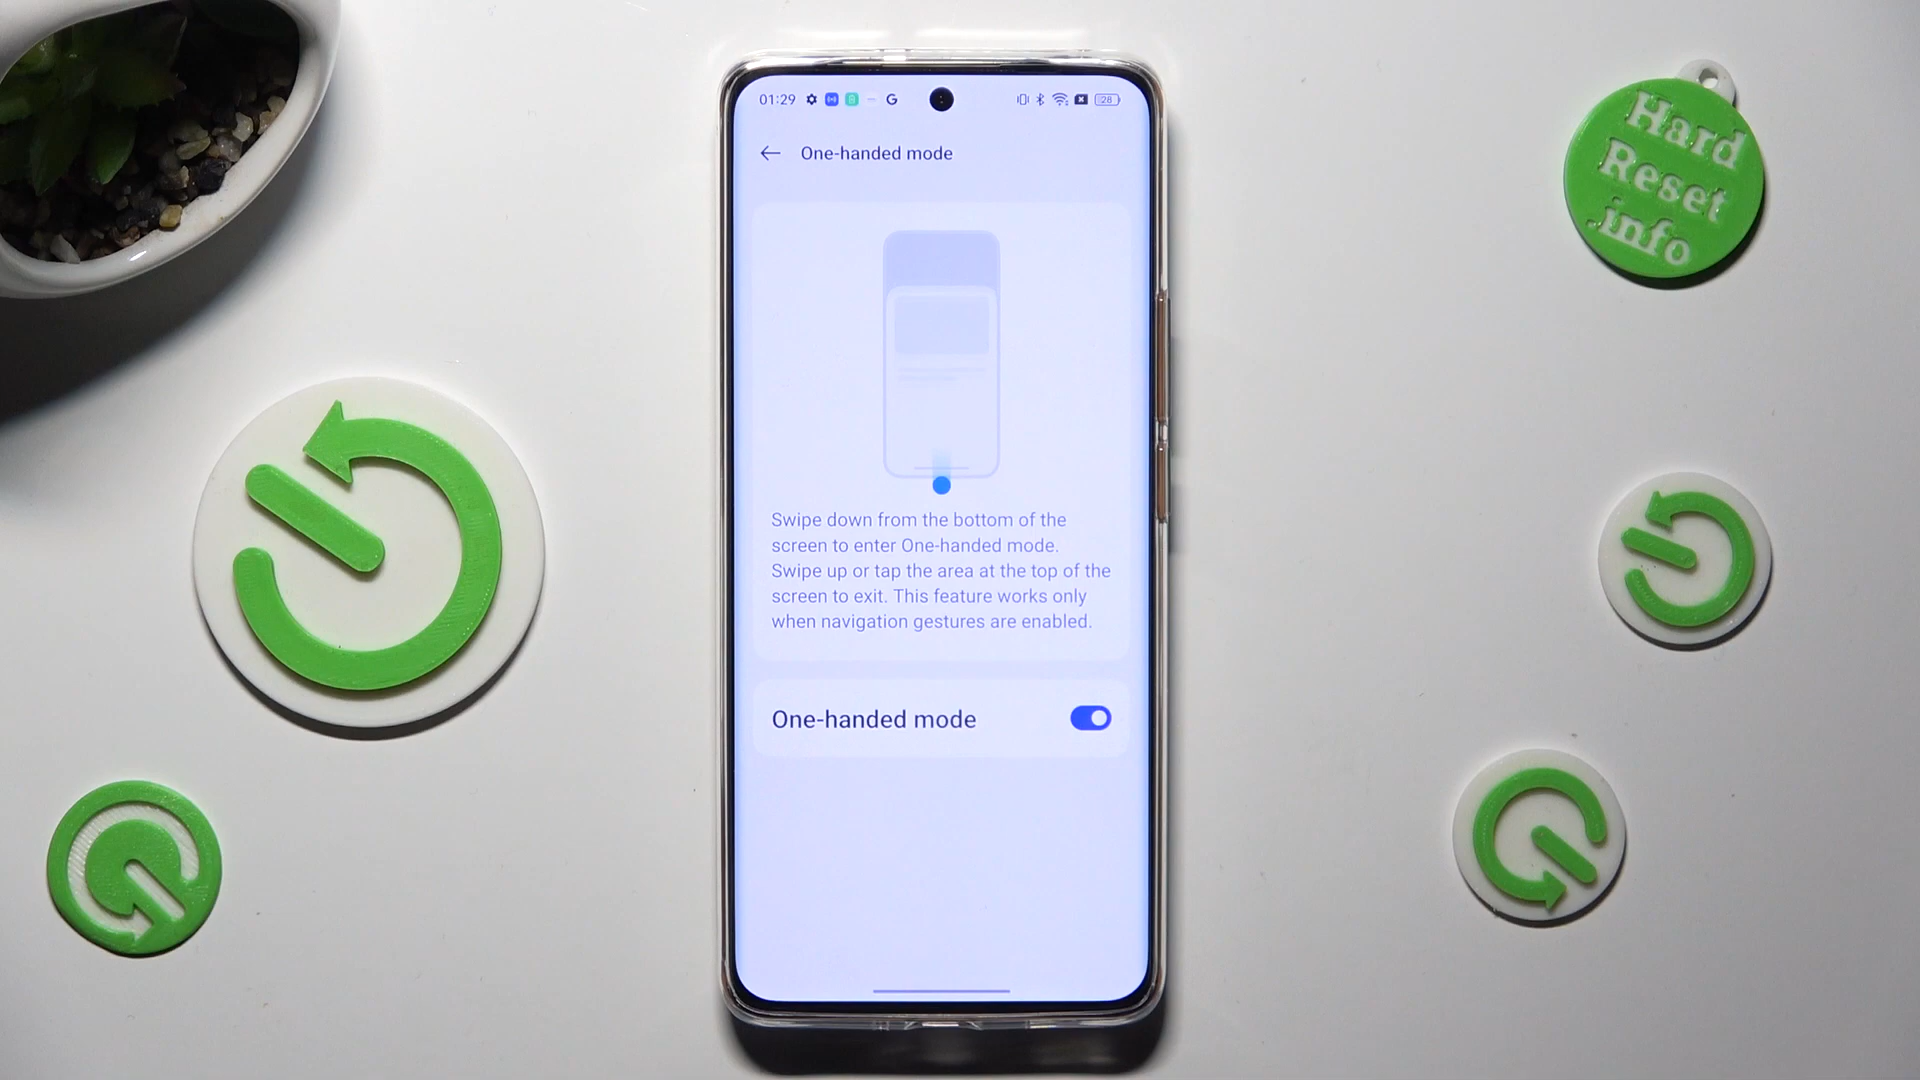 01:29
G
28
One-handed mode
Swipe down from the bottom of the
screen to enter One-handed mode.
Swipe up or tap the area at the top of the
screen to exit. This feature works only
when navigation gestures are enabled.
One-handed mode
Hard
Reset
.info